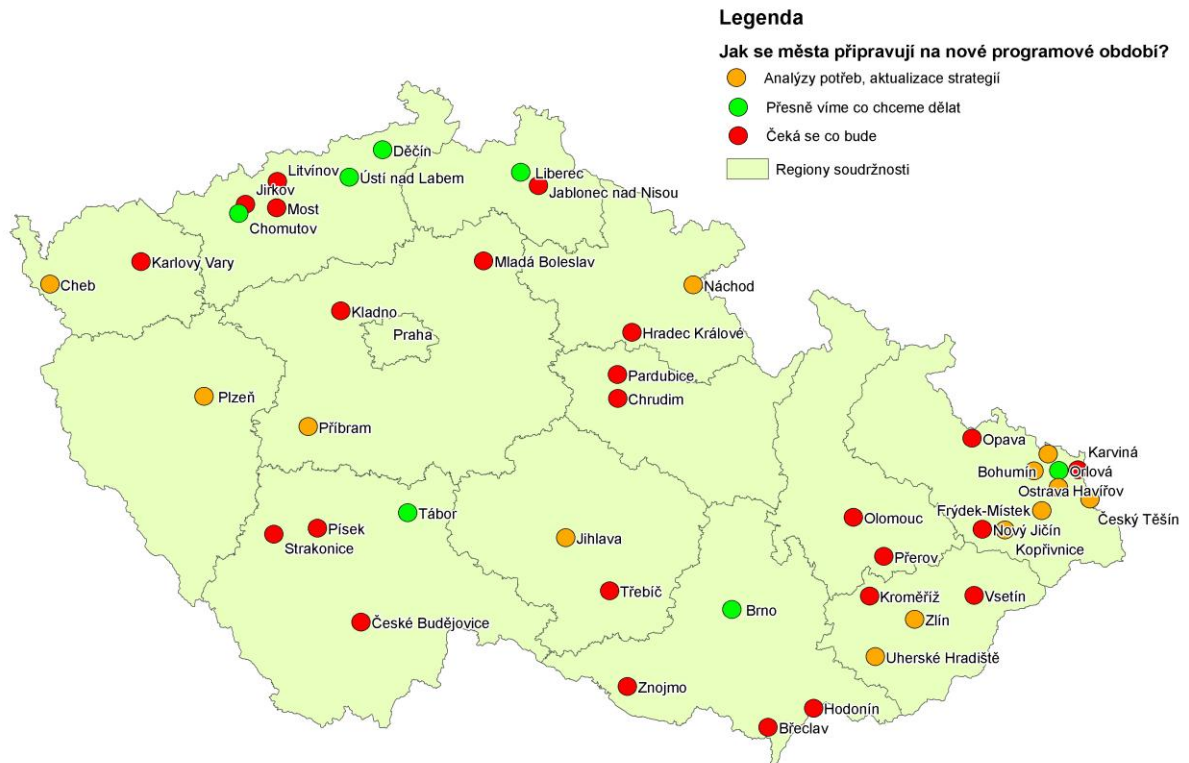 Legenda
Jak se města připravují na nové programové období?
Analýzy potřeb, aktualizace strategií
Přesně víme co chceme dělat
Čeká se co bude
Regiony soudržnosti
Děčín
Litvínov
Ústí nad Labem
Liberec
Jirkov
Jablonec nad Nisou
Most
Chomutov
Karlovy Vary
Mladá Boleslav
Cheb
Náchod
Kladno
Praha
Hradec Králové
Pardubice
Plzeň
Chrudim
Příbram
Opava
Karviná
Bohumín
Orlová
Ostrava
Havířov
Tábor
Frýdek-Místek
Český Těšín
Písek
Olomouc
Nový Jičín
Strakonice
Jihlava
Kopřivnice
Přerov
Třebíč
Kroměříž
Vsetín
Brno
Zlín
České Budějovice
Uherské Hradiště
Znojmo
Hodonín
Břeclav